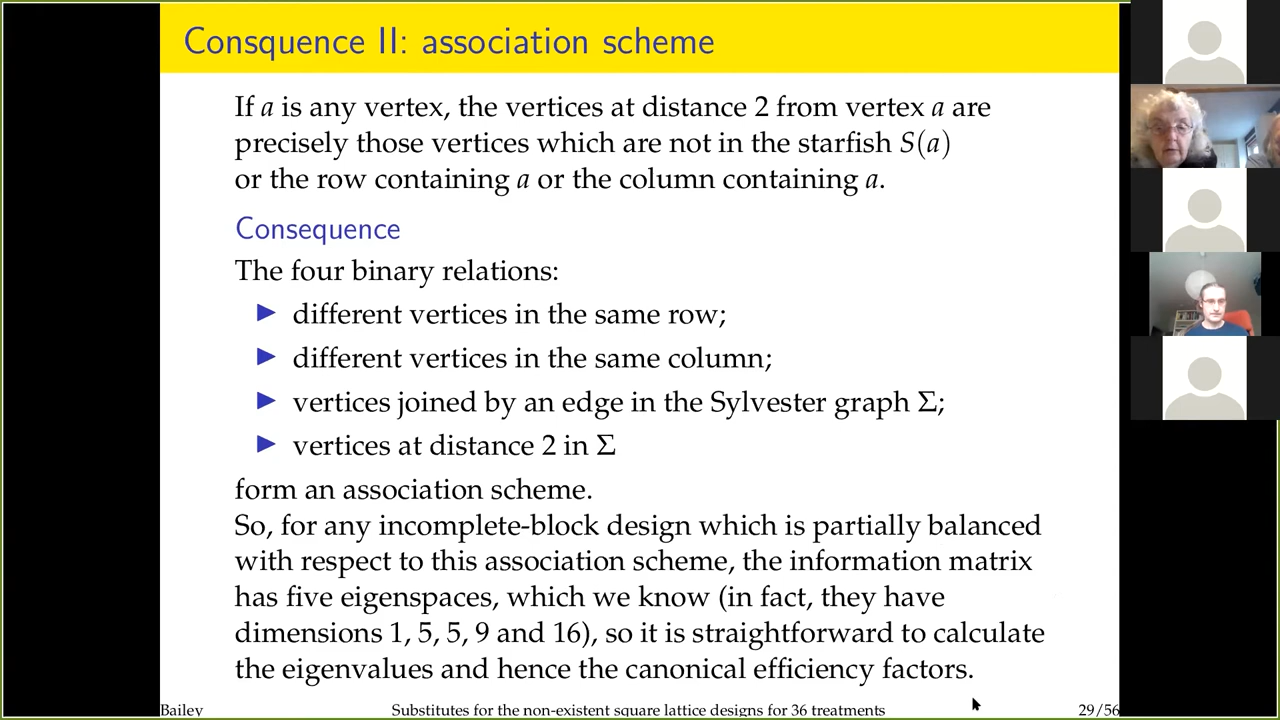 Consquence II: association scheme
If a is any vertex, the vertices at distance 2 from vertex a are
precisely those vertices which are not in the starfish S(a)
or the row containing a or the column containing a.
Consequence
The four binary relations:
▶ different vertices in the same row;
▶ different vertices in the same column;
▶ vertices joined by an edge in the Sylvester graph Σ;
▶ vertices at distance 2 in Σ
form an association scheme.
So, for any incomplete-block design which is partially balanced
with respect to this association scheme, the information matrix
has five eigenspaces, which we know (in fact, they have
dimensions 1, 5, 5, 9 and 16), so it is straightforward to calculate
the eigenvalues and hence the canonical efficiency factors.
Bailey Substitutes for the non-existent square lattice designs for 36 treatments 29/56